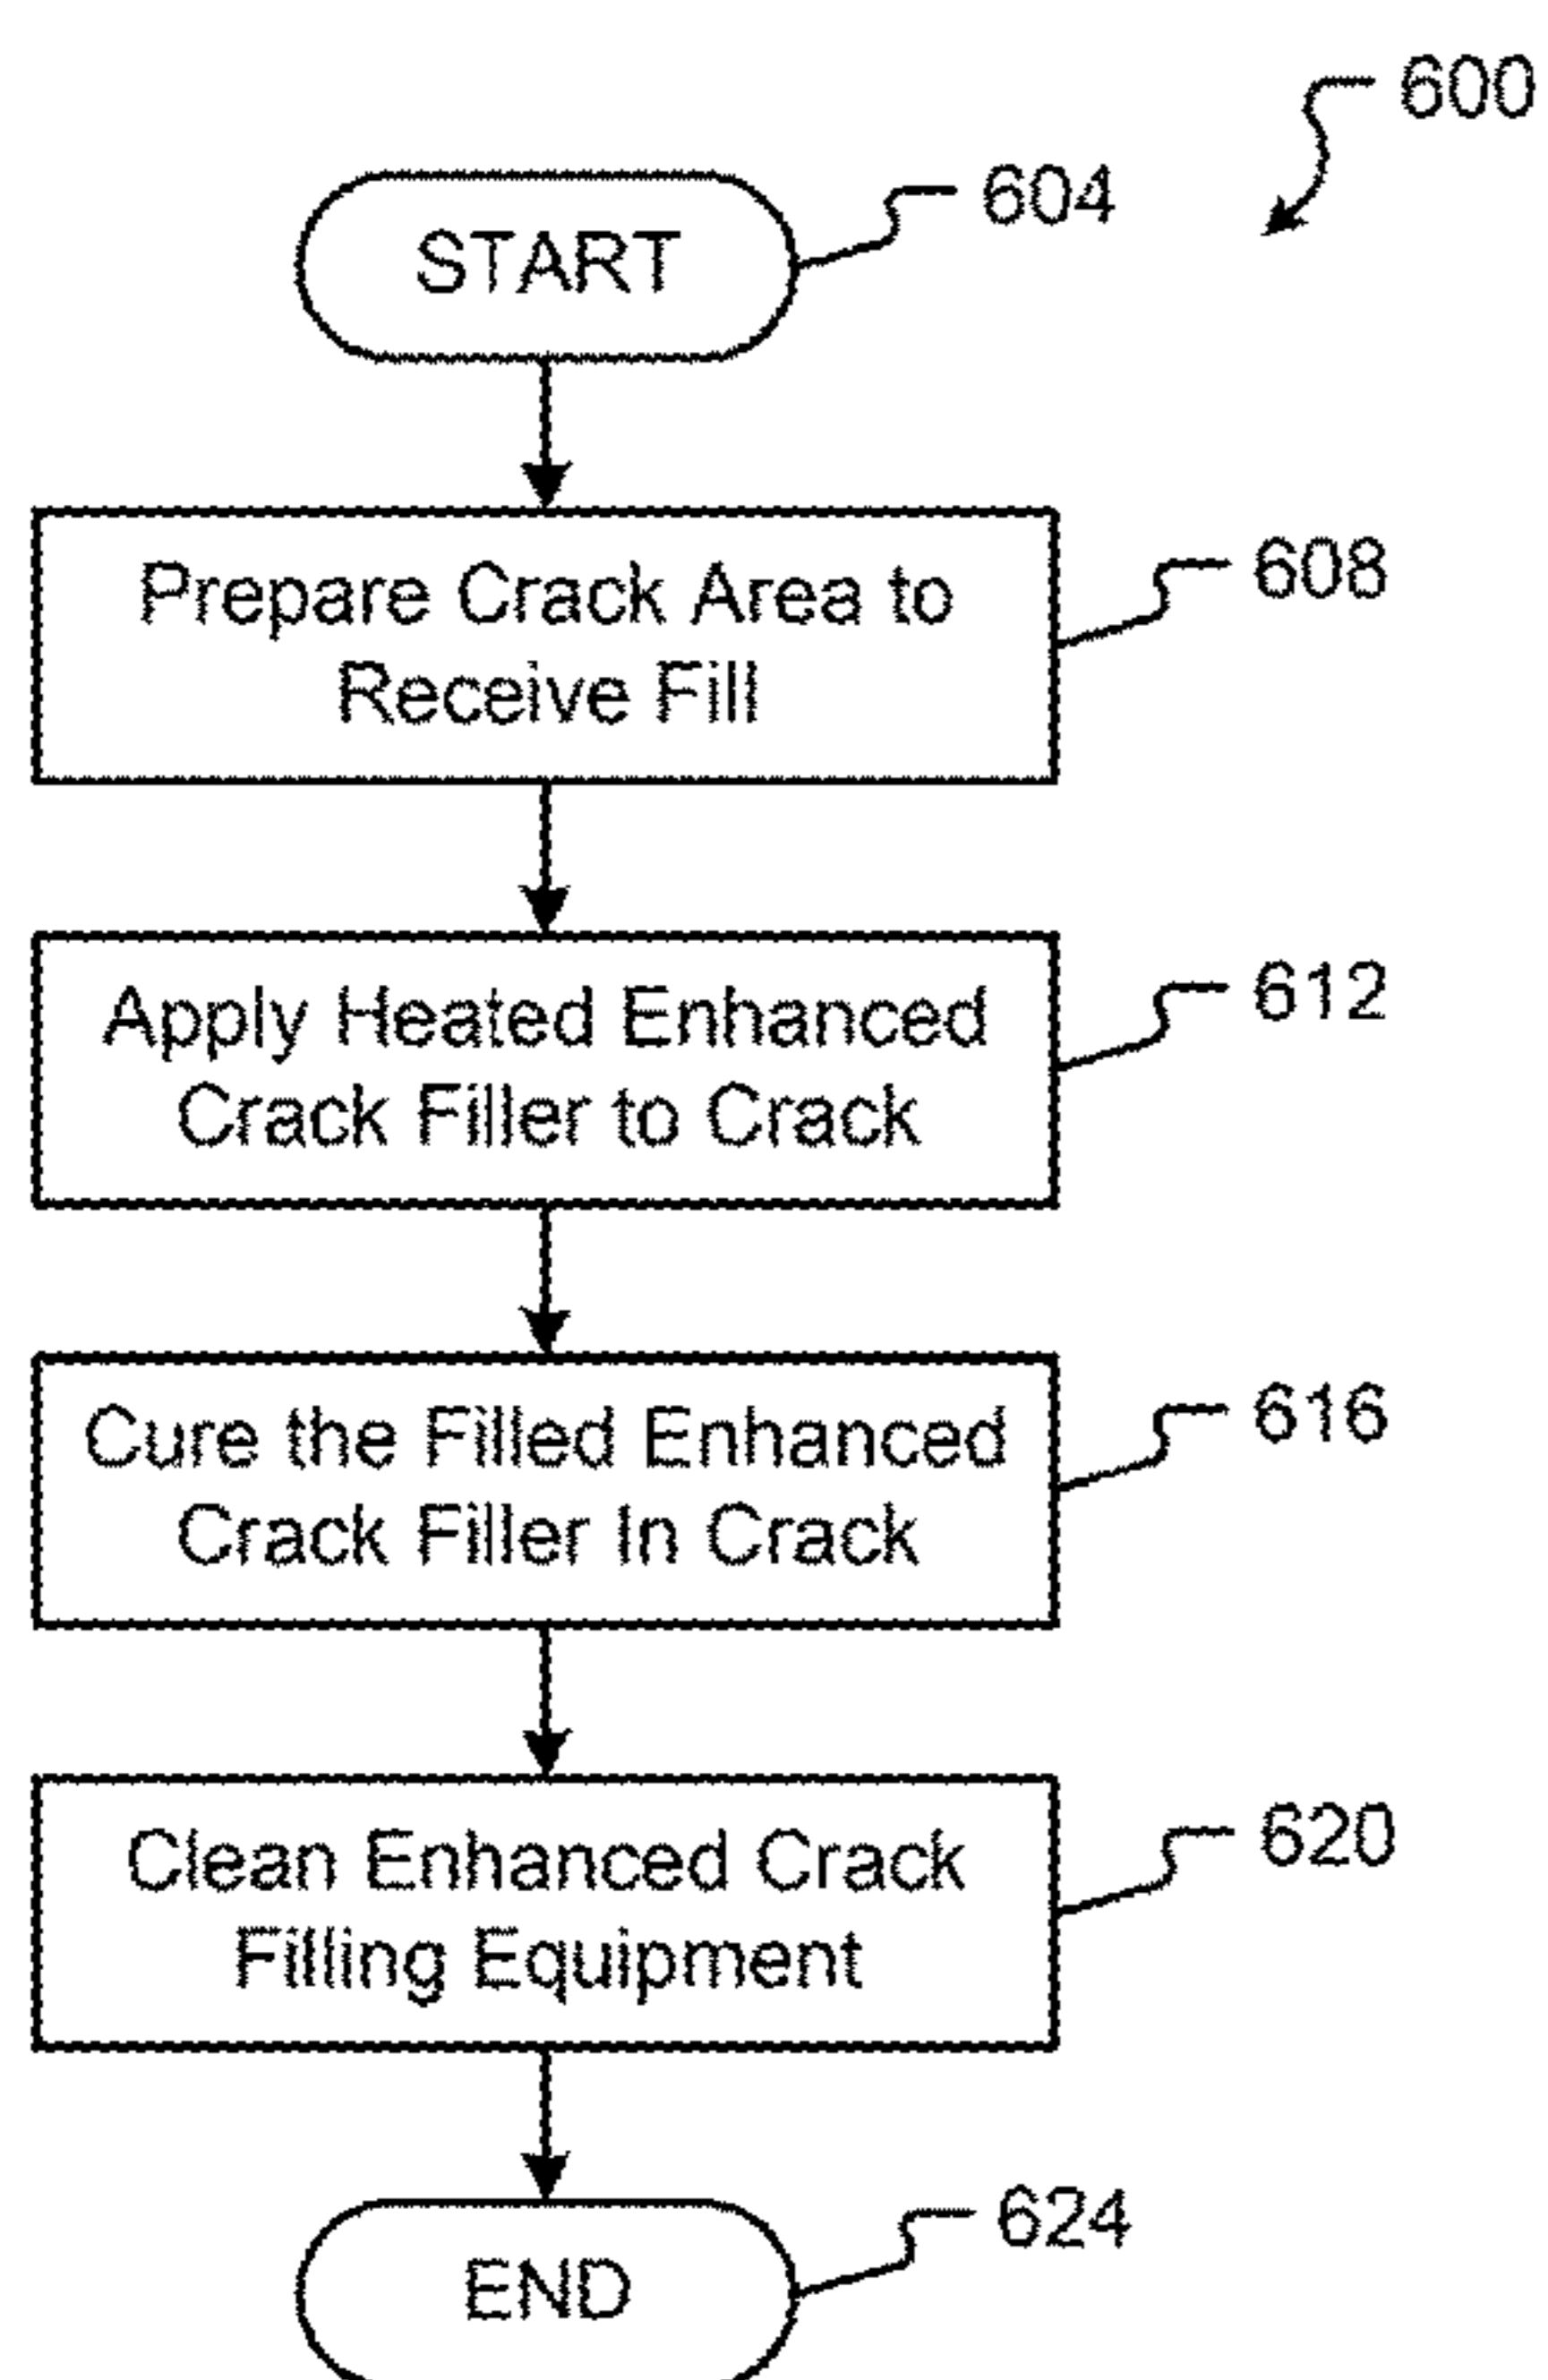 600
604
START
Prepare Crack Area to
Receive Fill
608
Apply Heated Enhanced
Crack Filler to Crack
612
Cure the Filled Enhanced
Crack Filler In Crack
616
Clean Enhanced Crack
Filling Equipment
620
END
624